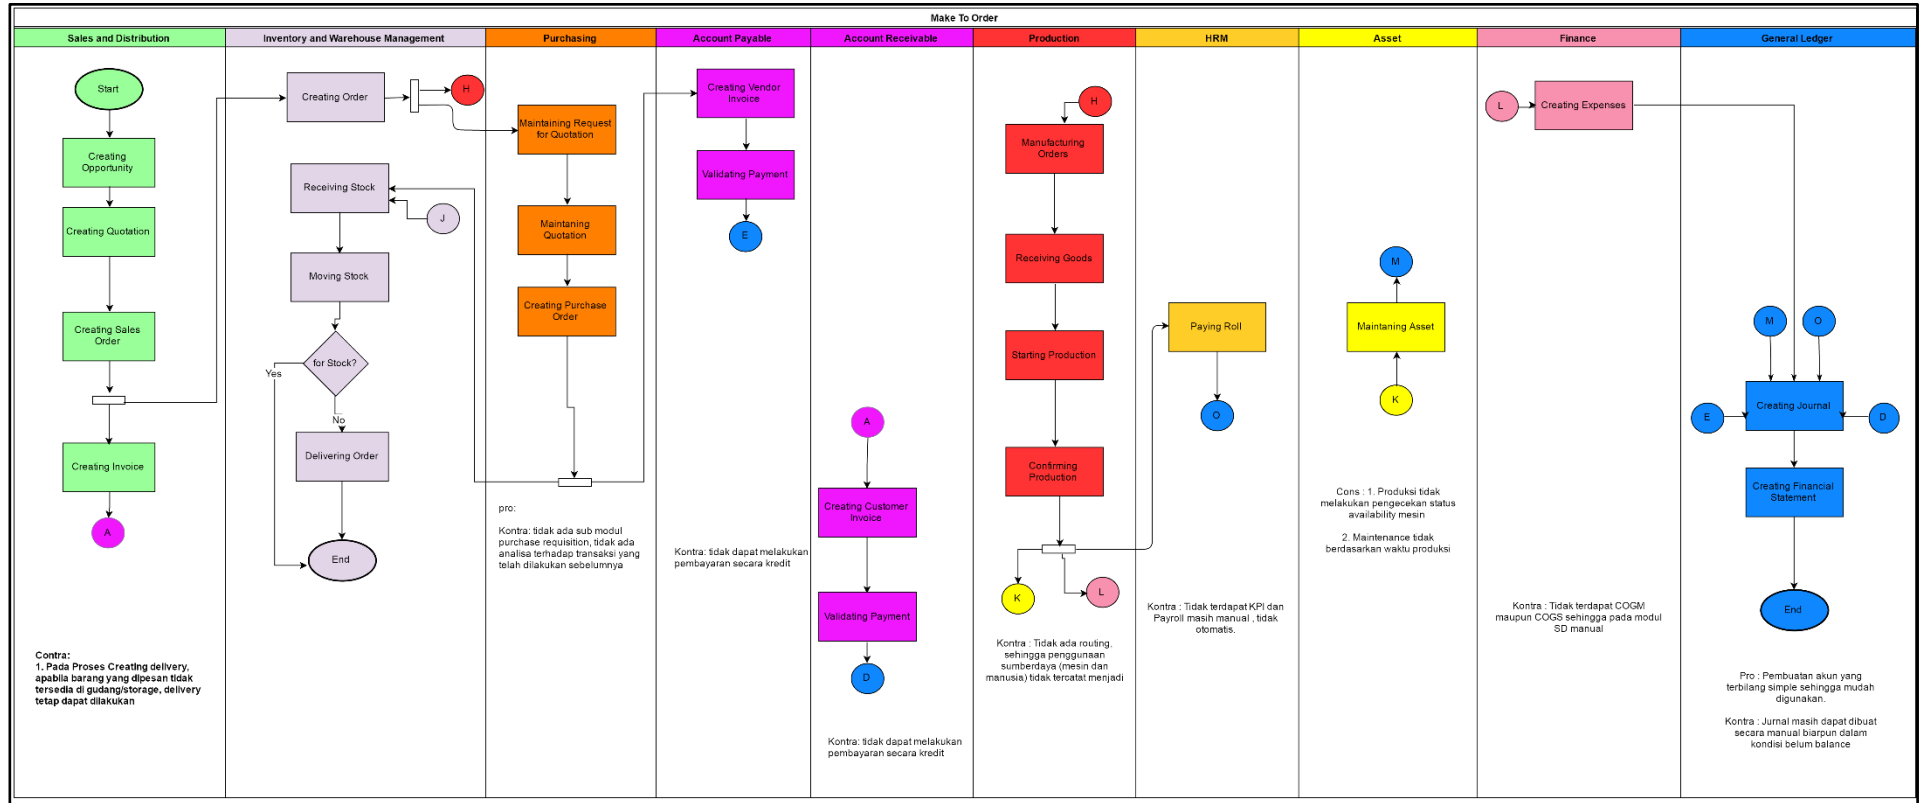 Make To Order
Sales and Distribution
Inventory and Warehouse Management
Purchasing
Account Payable
Account Receivable
Production
HRM
Asset
Finance
General Ledger
Start
Creating
Opportunity
Creating Quotation
Creating Sales
Order
Creating Invoice
A
Contra:
1. Pada Proses Creating delivery,
apabila barang yang dipesan tidak
tersedia di gudang/storage, delivery
tetap dapat dilakukan
Creating Order
H
Receiving Stock
J
Moving Stock
for Stock?
Yes
No
Delivering Order
End
Maintaining Request
for Quotation
Maintaning
Quotation
Creating Purchase
Order
pro:
Kontra: tidak ada sub modul
purchase requisition, tidak ada
analisa terhadap transaksi yang
telah dilakukan sebelumnya
Creating Vendor
Invoice
Validating Payment
E
Kontra: tidak dapat melakukan
pembayaran secara kredit
A
Creating Customer
Invoice
Validating Payment
D
Kontra: tidak dapat melakukan
pembayaran secara kredit
H
Manufacturing
Orders
Receiving Goods
Starting Production
Confirming
Production
K
L
Kontra : Tidak ada routing,
sehingga penggunaan
sumberdaya (mesin dan
manusia) tidak tercatat menjadi
Paying Roll
O
Kontra : Tidak terdapat KPI dan
Payroll masih manual , tidak
otomatis.
M
Maintaning Asset
K
Cons : 1. Produksi tidak
melakukan pengecekan status
availability mesin
2. Maintenance tidak
berdasarkan waktu produksi
L
Creating Expenses
Kontra : Tidak terdapat COGM
maupun COGS sehingga pada modul
SD manual
M
O
E
Creating Journal
D
Creating Financial
Statement
End
Pro : Pembuatan akun yang
terbilang simple sehingga mudah
digunakan.
Kontra : Jurnal masih dapat dibuat
secara manual biarpun dalam
kondisi belum balance